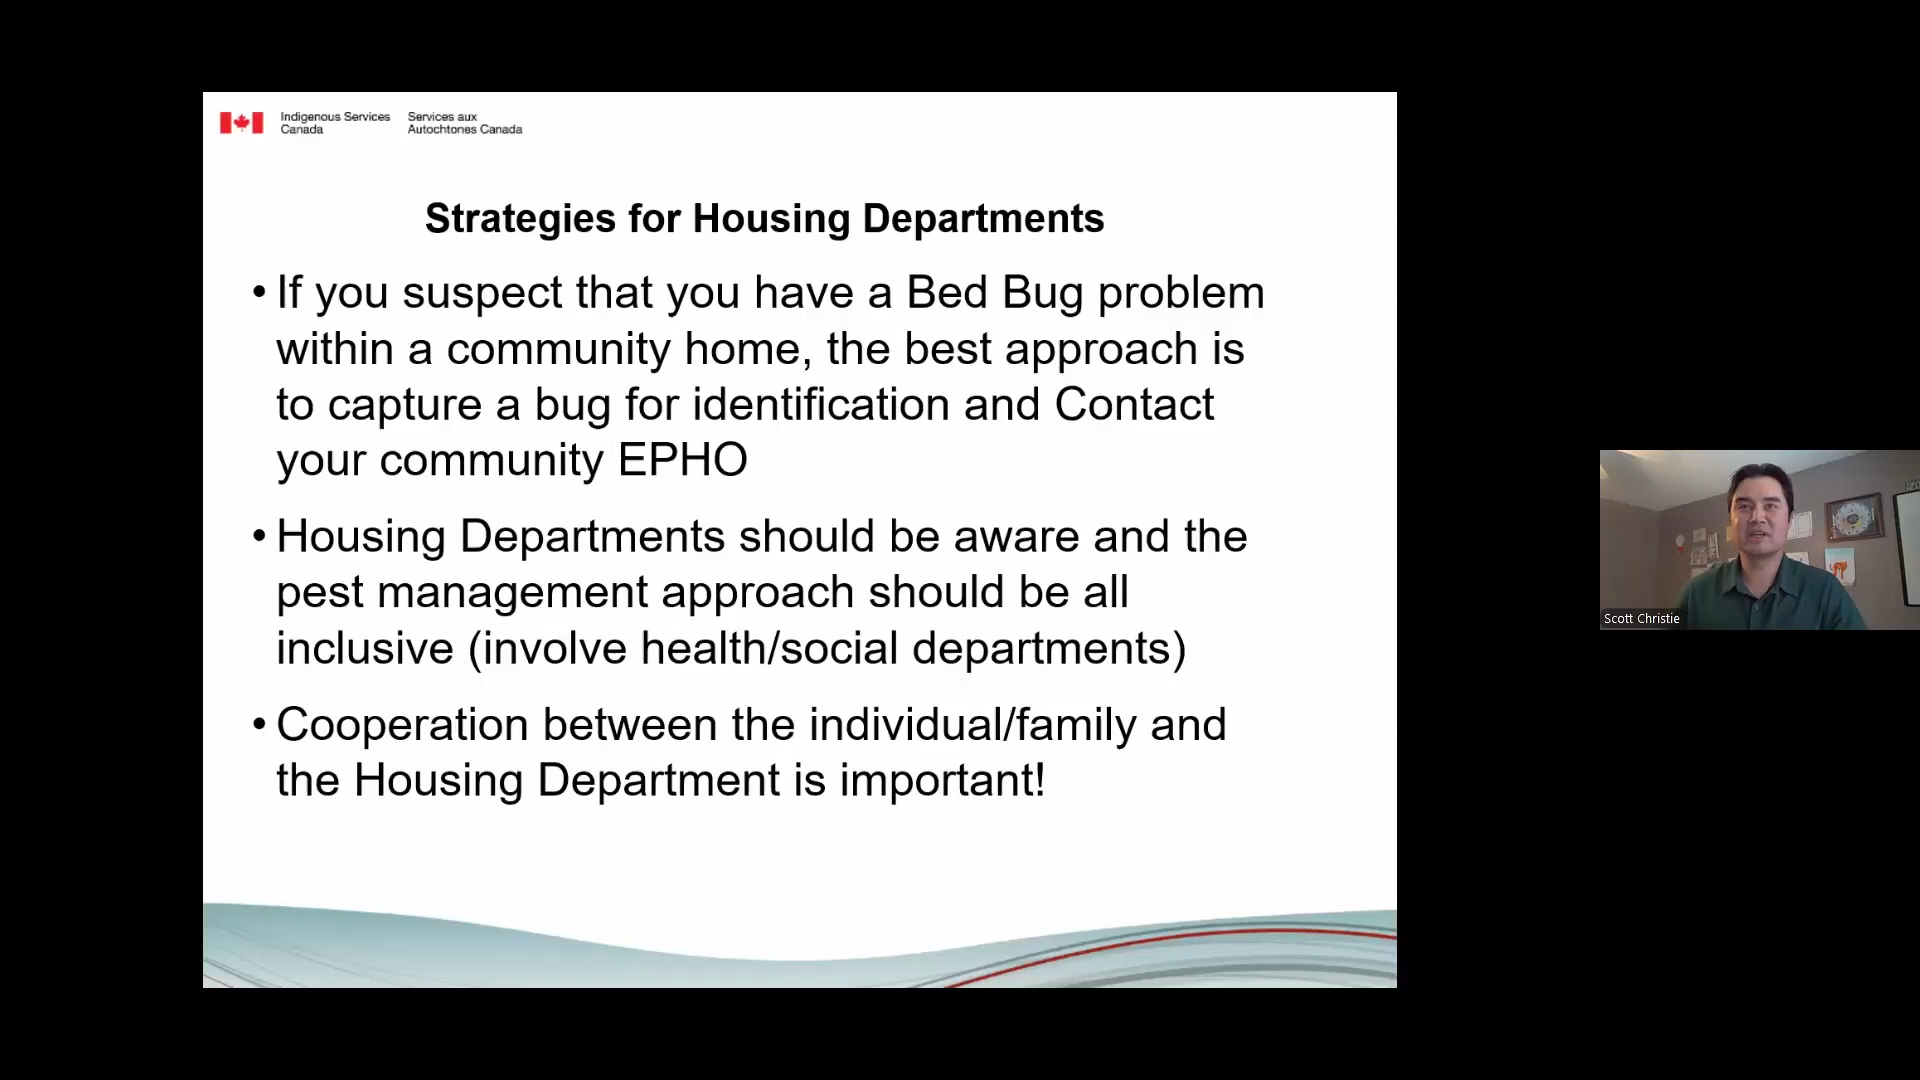 Indigenous Services Canada
Services aux Autochtones Canada
Strategies for Housing Departments
• If you suspect that you have a Bed Bug problem
within a community home, the best approach is
to capture a bug for identification and Contact
your community EPHO
• Housing Departments should be aware and the
pest management approach should be all
inclusive (involve health/social departments)
• Cooperation between the individual/family and
the Housing Department is important!
Scott Christie